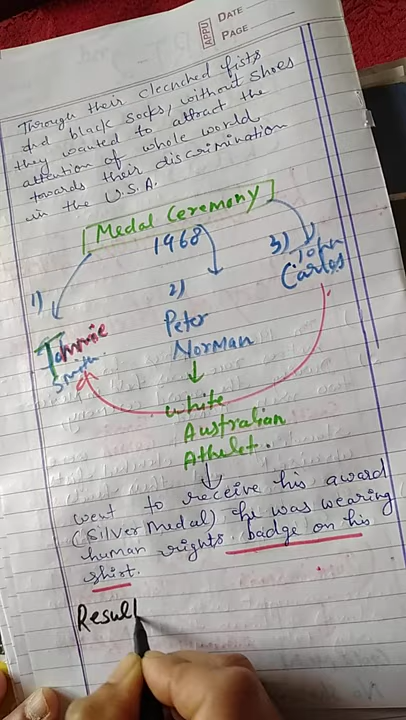 APPU DATE
PAGE
Through their clenched fists
and black socks, without shoes
they wanted to attract the
attention of whole world
towards their discrimination
in the U.S.A.
[Medal Ceremony]
1968
1)
Tommie
Smith
2)
Peter
Norman
3) John
Carlos
white
Australian
Athlet.
went to receive his award
(Silver Medal) he was wearing
human rights badge on his
shirt.
Resul